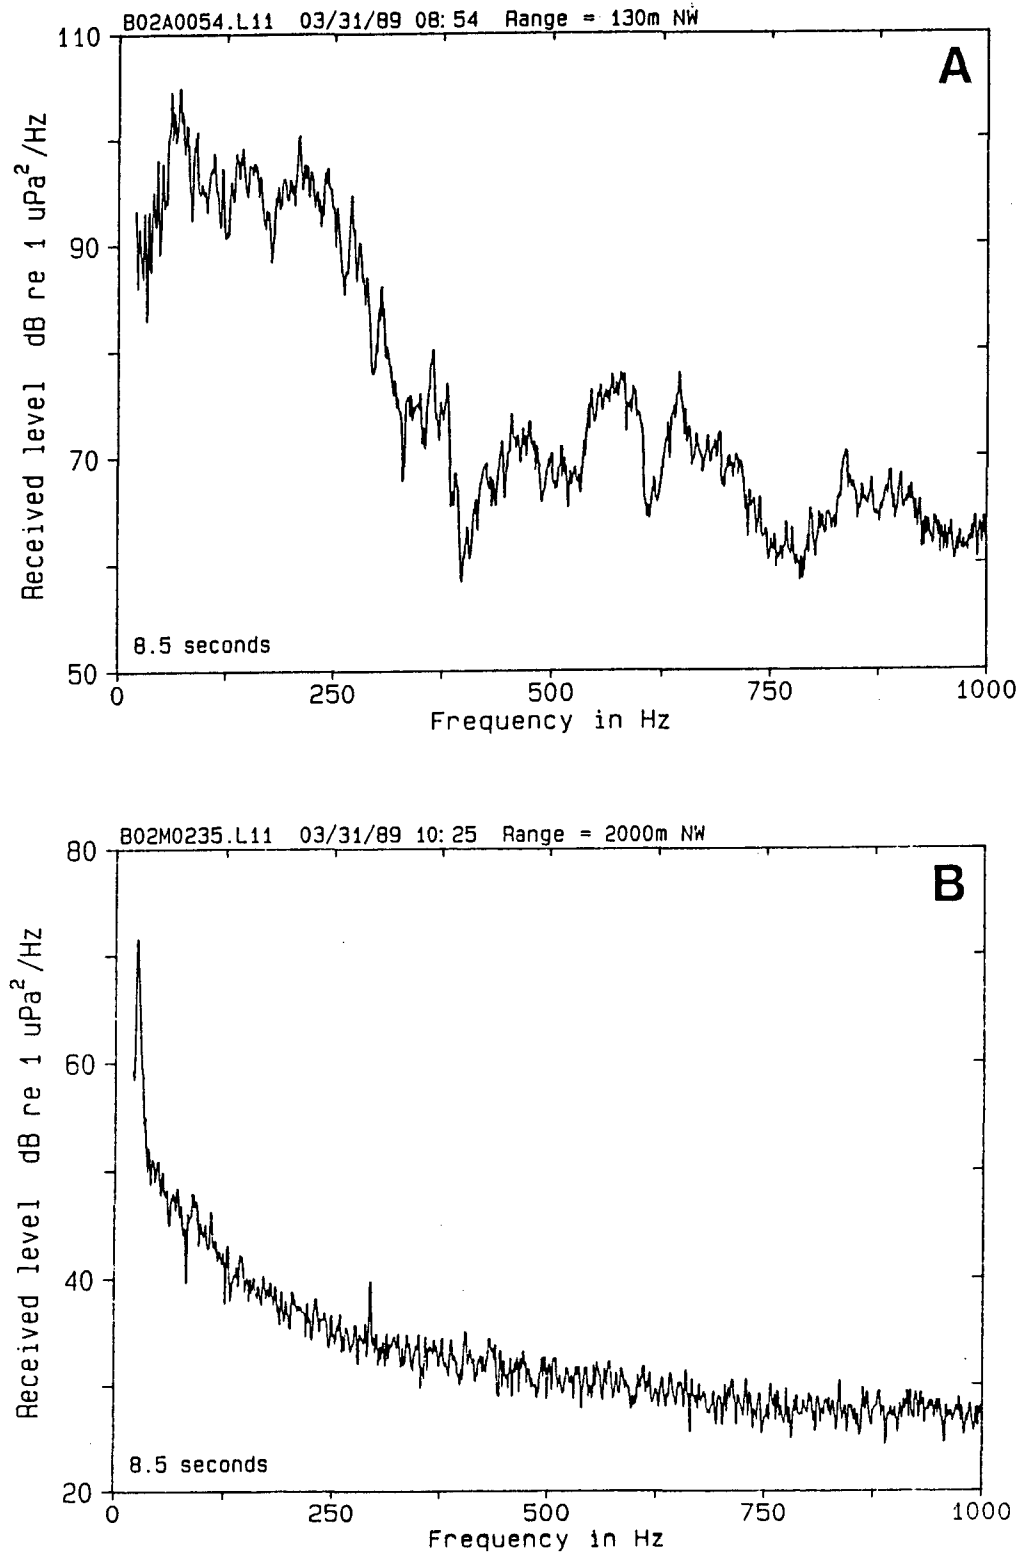 B02A0054.L11 03/31/89 08:54 Range = 130m NW
A
110
90
70
50
Received level dB re 1 uPa²/Hz
8.5 seconds
0 250 500 750 1000
Frequency in Hz
B02M0235.L11 03/31/89 10:25 Range = 2000m NW
B
80
60
40
20
Received level dB re 1 uPa²/Hz
8.5 seconds
0 250 500 750 1000
Frequency in Hz